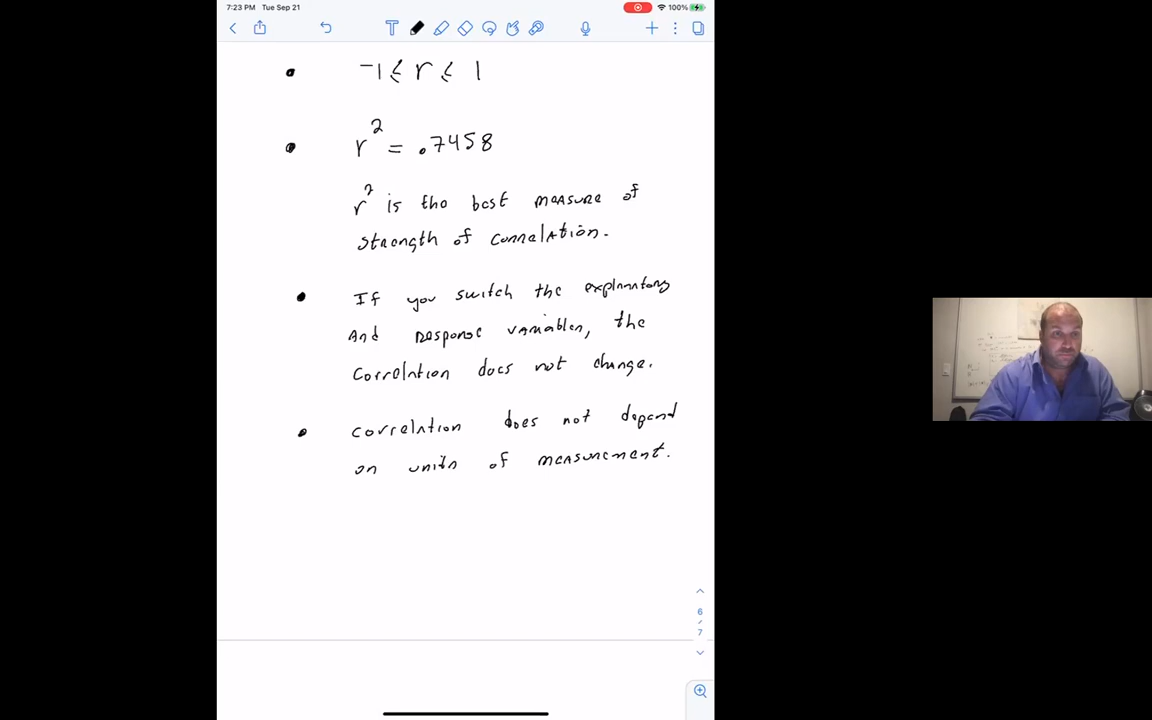 7:23 PM Tue Sep 21
100%
-1 ≤ r ≤ 1
r² = .7458
r² is the best measure of
strength of correlation.
If you switch the explanatory
and response variables, the
correlation does not change.
correlation does not depend
on units of measurement.
6
/
7